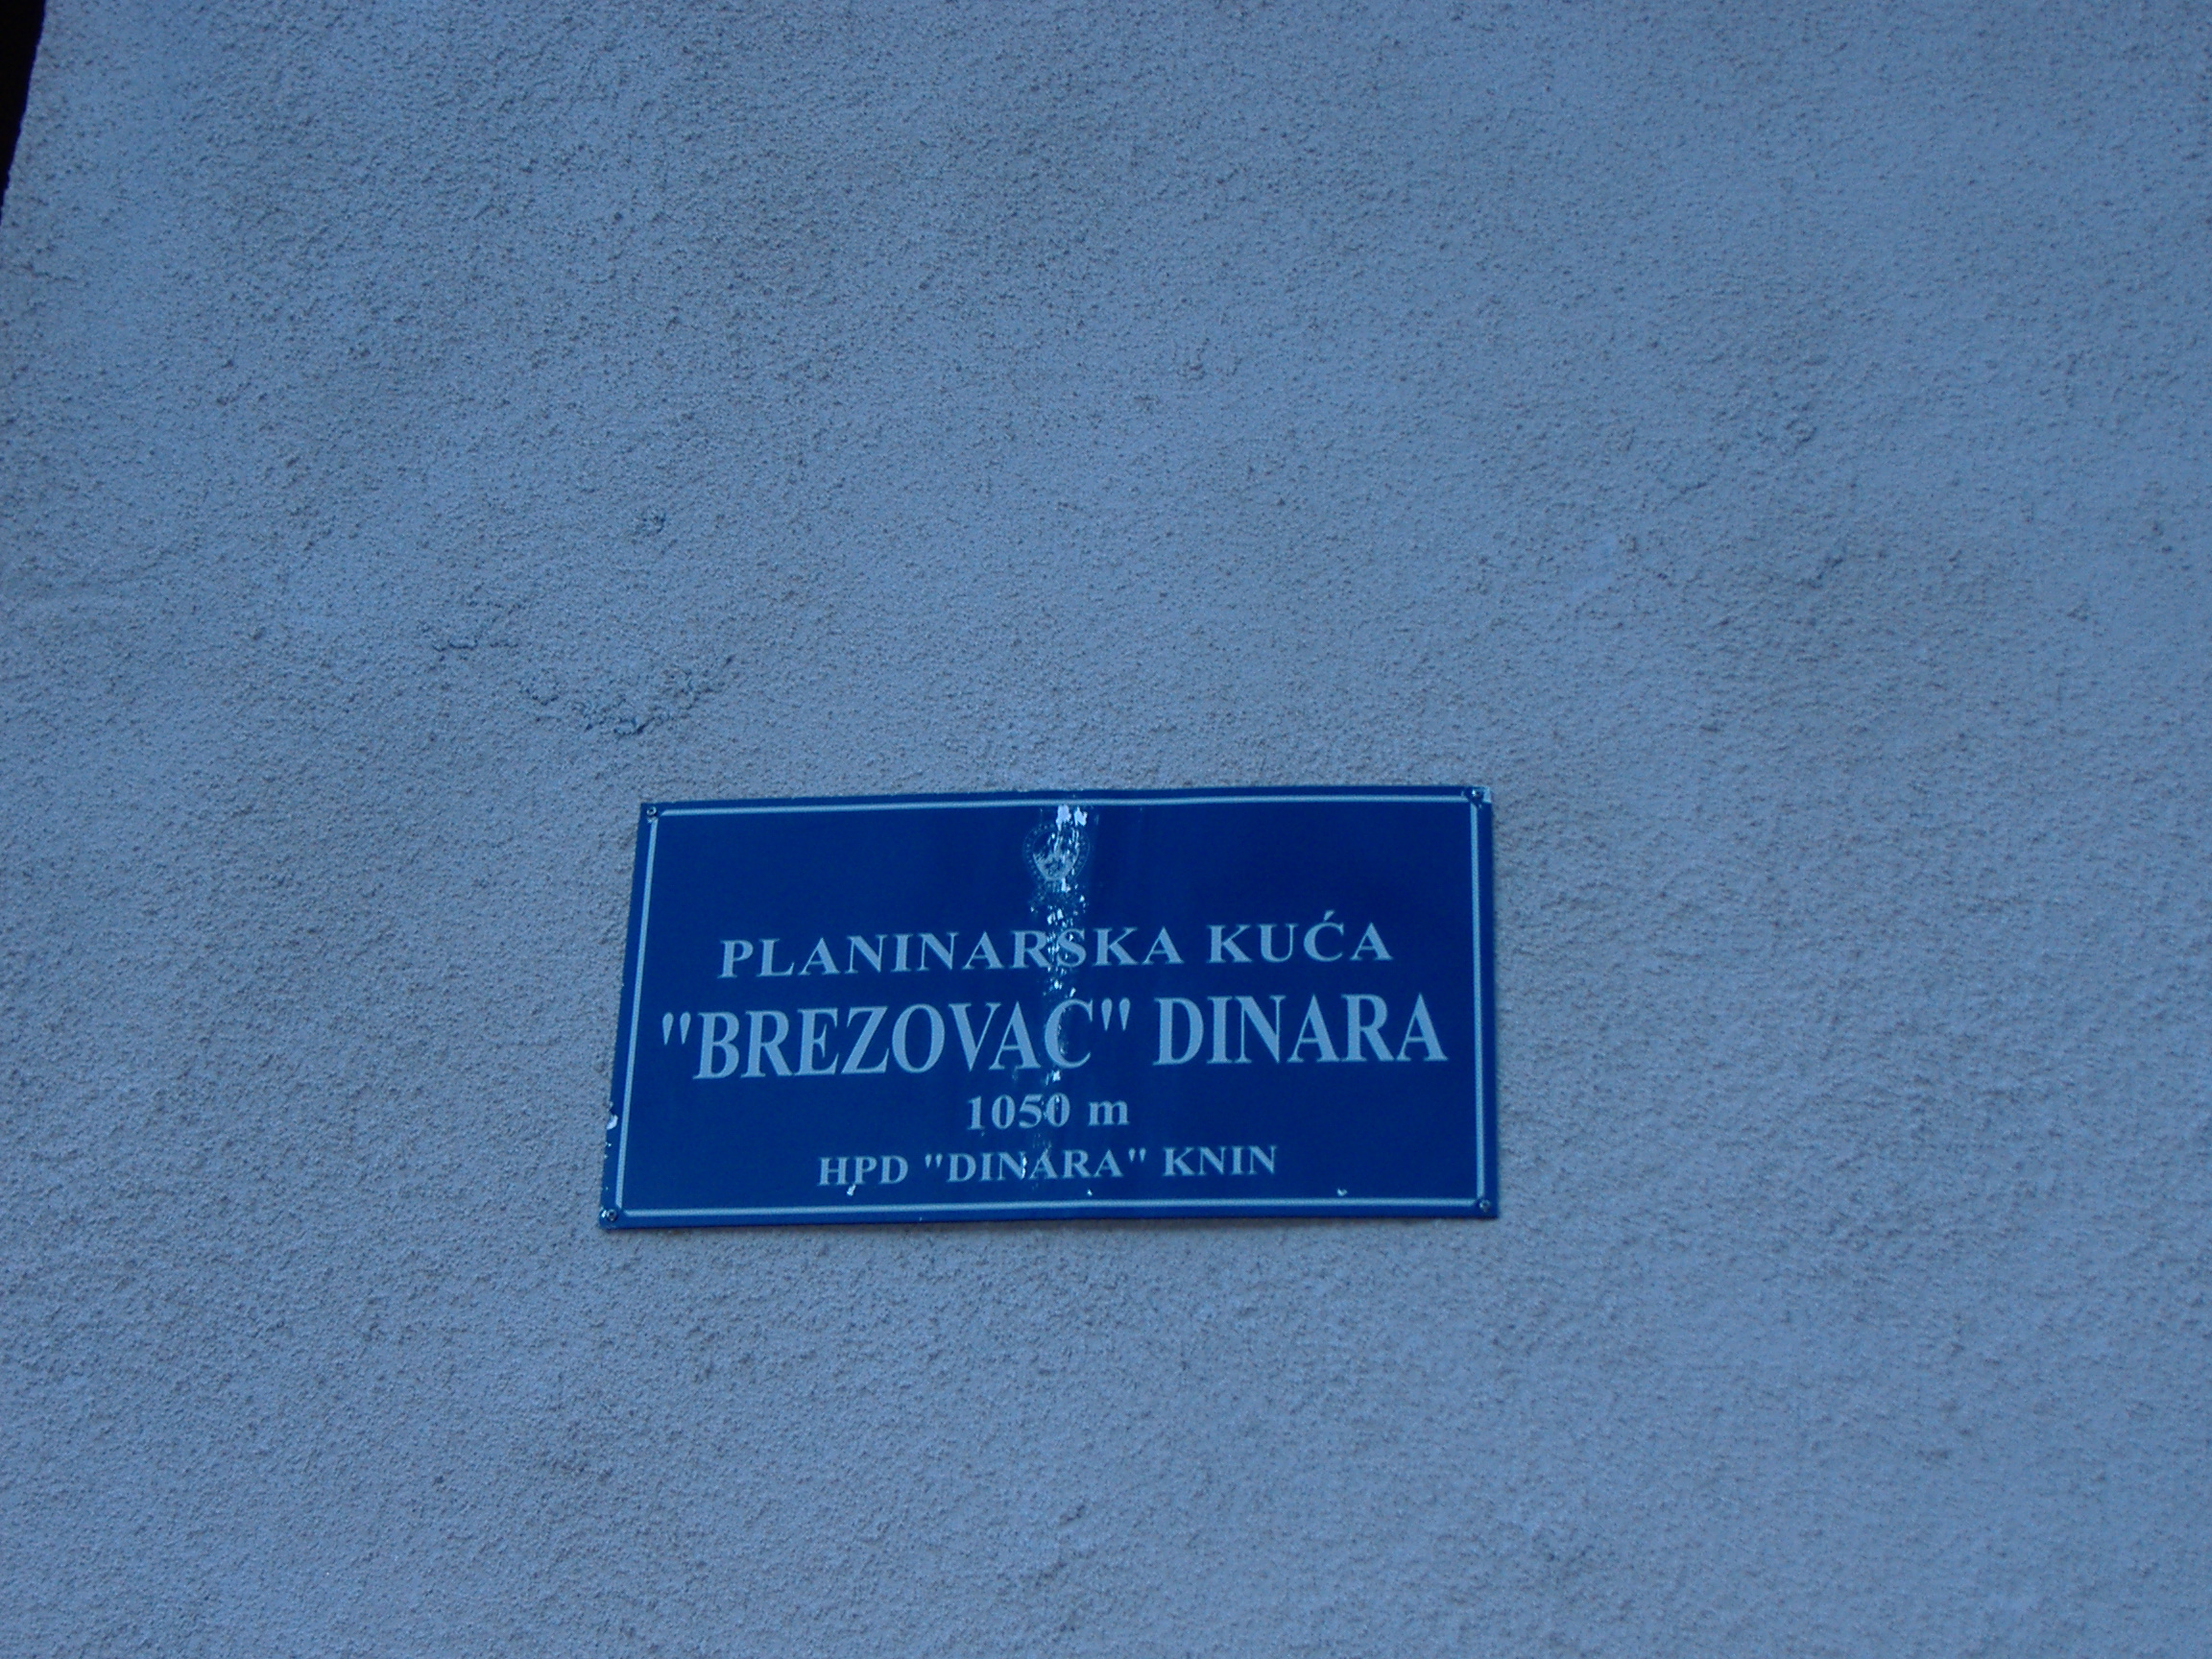 PLANINARSKA KUĆA
"BREZOVAC" DINARA
1050 m
HPD "DINARA" KNIN